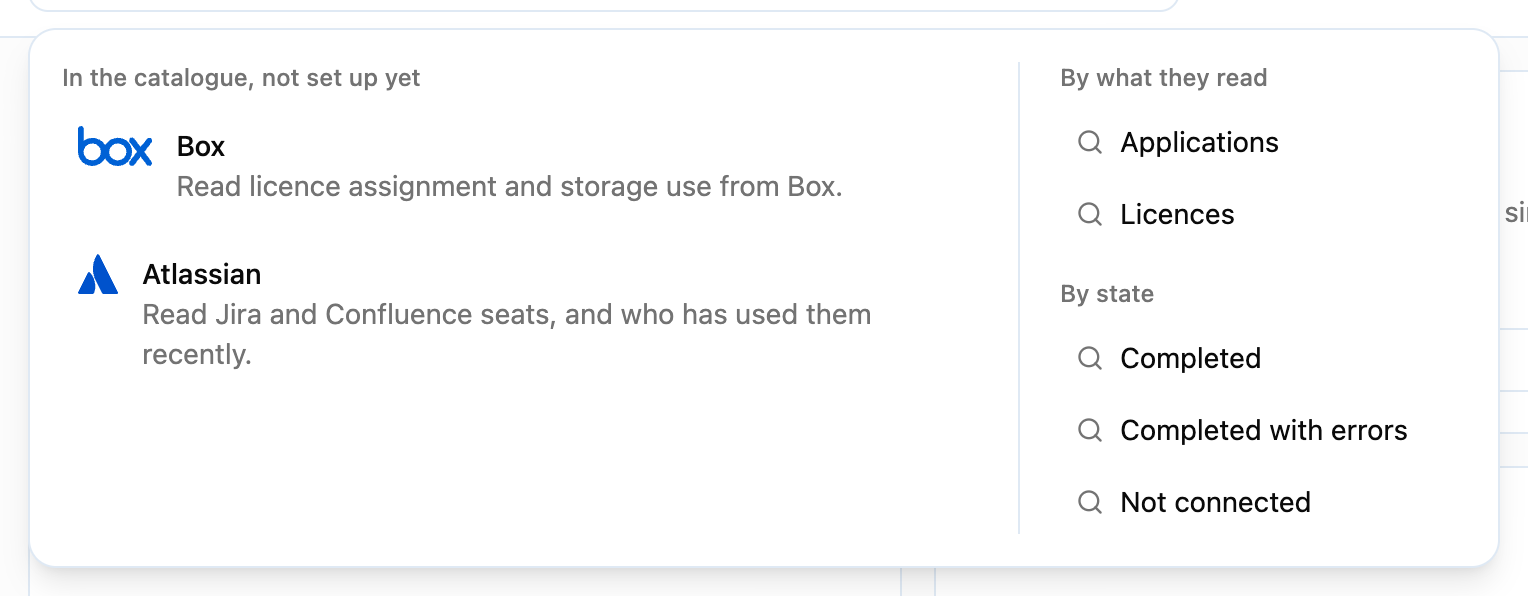 In the catalogue, not set up yet
box
Box
Read licence assignment and storage use from Box.
Atlassian
Read Jira and Confluence seats, and who has used them
recently.
By what they read
Applications
Licences
By state
Completed
Completed with errors
Not connected